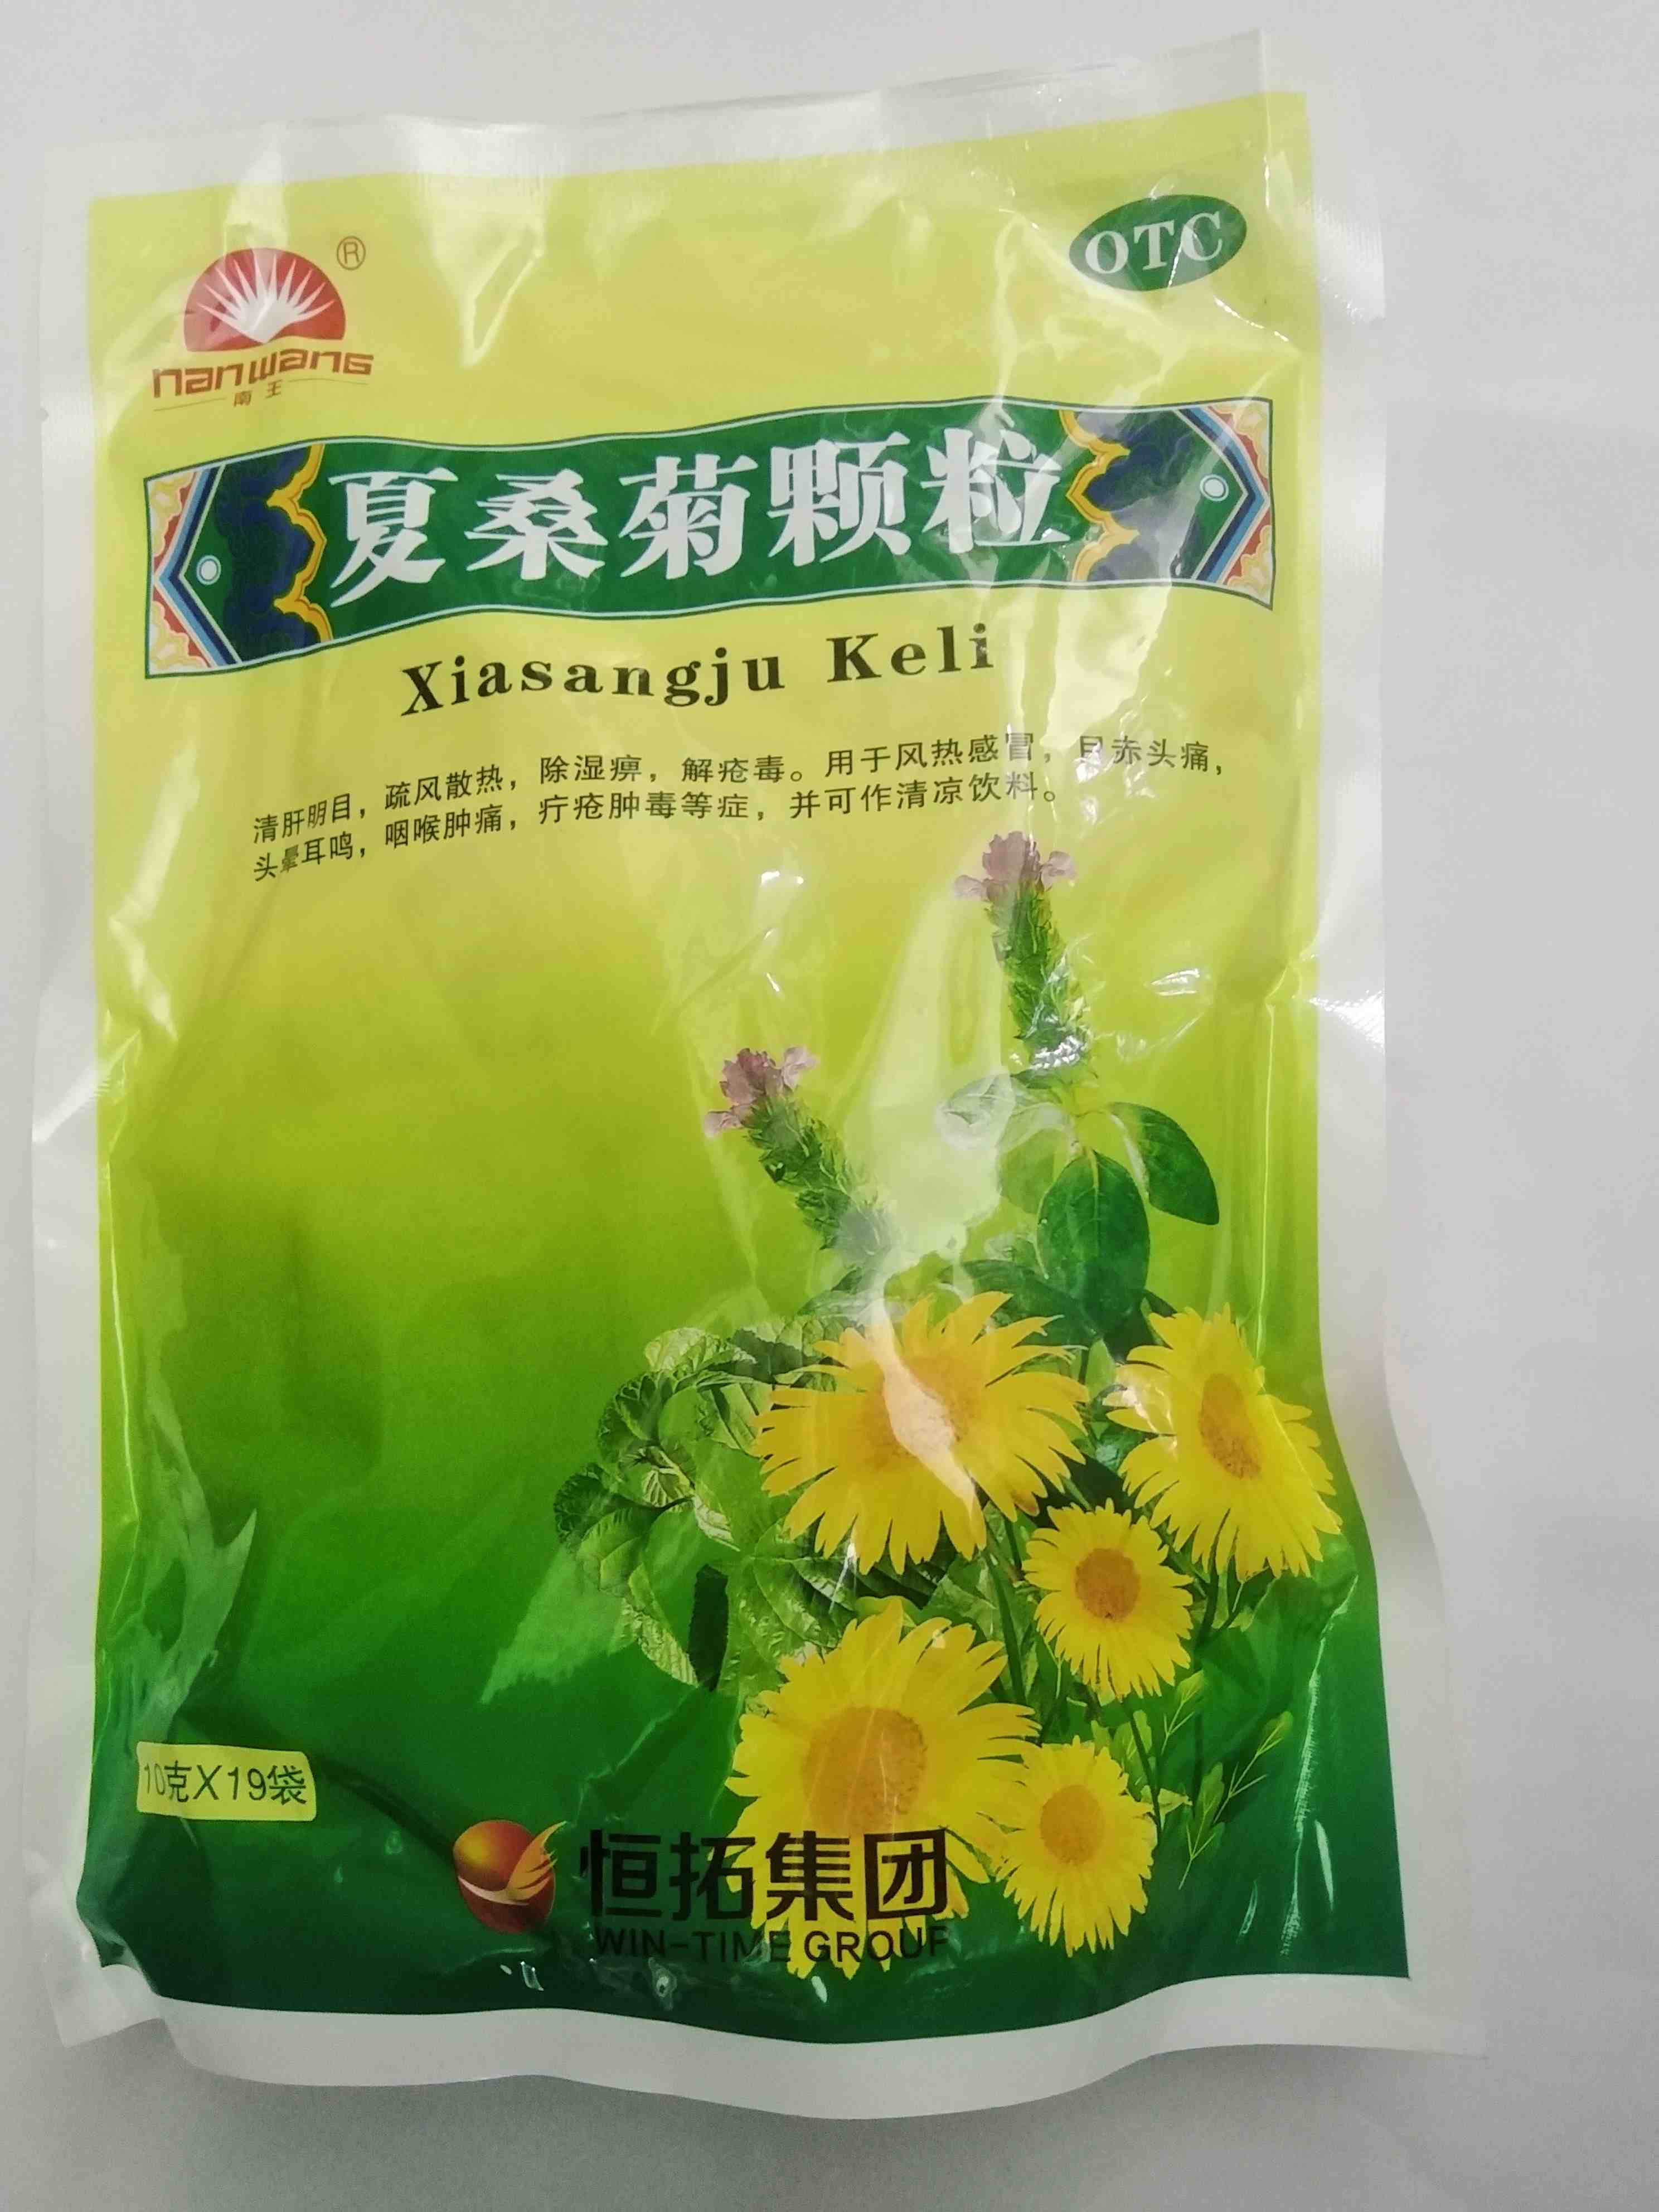 ®
OTC
nanwang
南王
夏桑菊颗粒
Xiasangju Keli
清肝明目，疏风散热，除湿痹，解疮毒。用于风热感冒，目赤头痛，
头晕耳鸣，咽喉肿痛，疔疮肿毒等症，并可作清凉饮料。
10克X19袋
恒拓集团
WIN-TIME GROUP